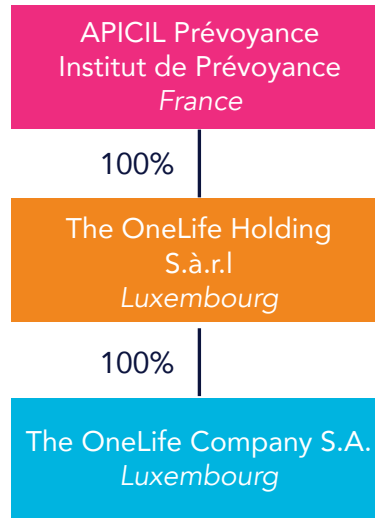 APICIL Prévoyance
Institut de Prévoyance
France
100%
The OneLife Holding
S.à.r.l
Luxembourg
100%
The OneLife Company S.A.
Luxembourg